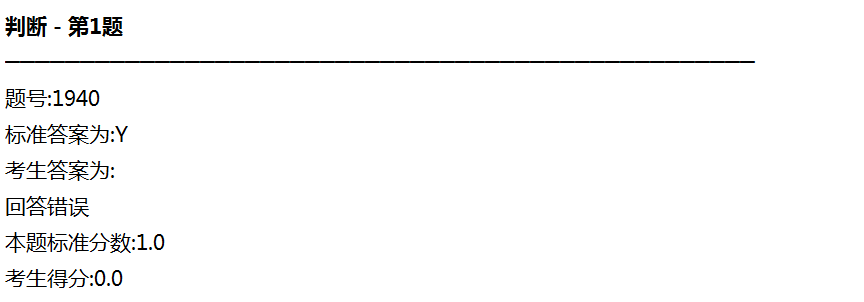 判断 - 第1题
题号:1940
标准答案为:Y
考生答案为:
回答错误
本题标准分数:1.0
考生得分:0.0